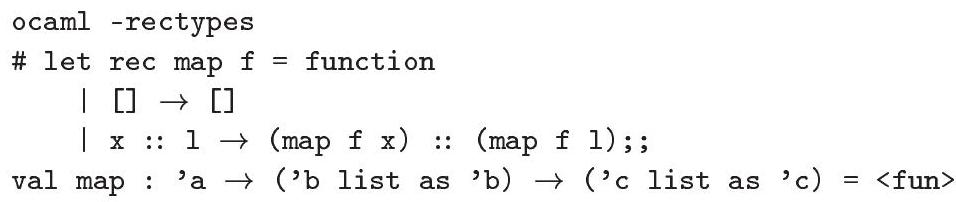 ocaml -rectypes
# let rec map f = function
| [] → []
| x :: l → (map f x) :: (map f l);;
val map : 'a → ('b list as 'b) → ('c list as 'c) = <fun>